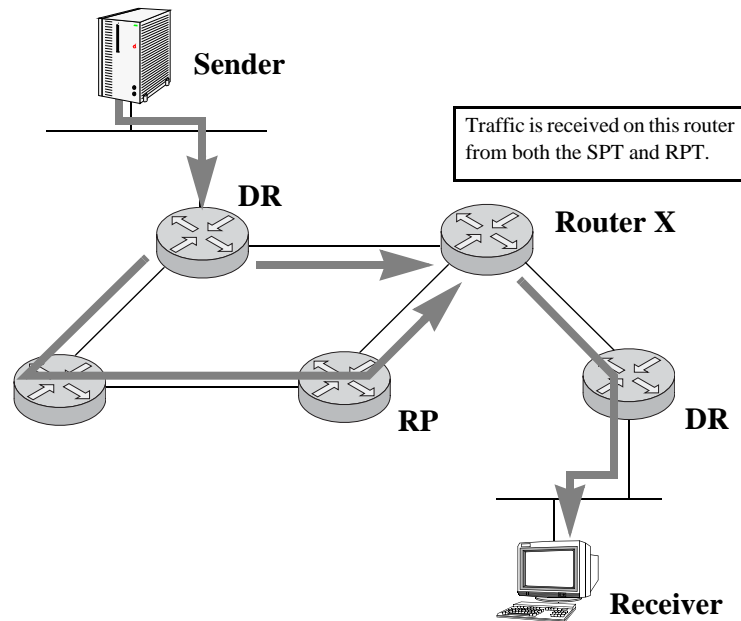 Sender
Traffic is received on this router
from both the SPT and RPT.
DR
Router X
RP
DR
Receiver